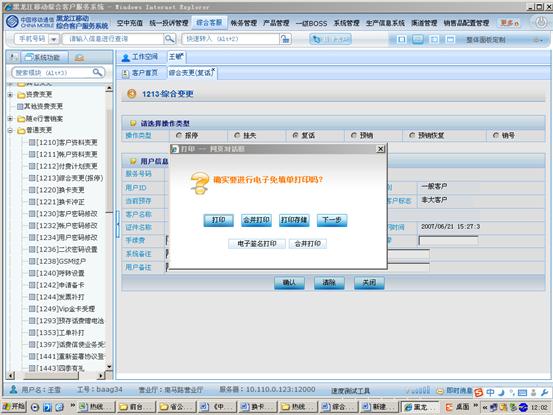 黑龙江移动综合客户服务系统 - Windows Internet Explorer
中国移动通信
CHINA MOBILE
黑龙江移动
综合客户服务系统
空中充值 统一投诉管理 综合客服 帐务管理 产品管理 一级BOSS 系统管理 生产信息系统 渠道管理 销售品配置管理 更多
手机号码 请输入信息进行查询 快速转入 (Alt+2) 整体面板定制
系统功能
工作空间 王敏
搜索模块 (Alt+3)
客户首页 综合变更(复话)
资费变更
其他资费变更
随e行营销案
普通变更
[1210]客户资料变更
[1211]帐户资料变更
[1212]付费计划变更
[1213]综合变更(报停)
[1220]换卡变更
[1221]换卡冲正
[1230]客户密码修改
[1232]帐户密码修改
[1234]用户密码修改
[1236]二次密码设置
[1238]GSM过户
[1240]呼转设置
[1242]申请备卡
[1244]发票补打
[1249]Vip金卡受理
[1293]预存话费赠电池
[1353]工单补打
[1397]话费信使业务受
[1441]重新签署协议登
[1443]四季有礼
1213·综合变更
请选择操作类型
操作类型 报停 挂失 复话 预销 预销恢复 销号
用户信息
服务号码
用户ID 一般客户
当前预存 客户标志 非大客户
客户名称
证件名称 时间 2007/06/21 15:27:3
手续费
系统备注
用户备注
打印 -- 网页对话框
确实要进行电子免填单打印吗?
打印 合并打印 打印存储 下一步
电子签名打印 合并打印
确认 清除 关闭
用户名：王雪 工号：baag34 营业厅：南马路营业厅 服务器：10.110.0.123:12000 速度测试工具 即时消息
中
开始 热线 前台 省公 《中 换卡 热线 综合 新建 黑龙 桌面 12:02